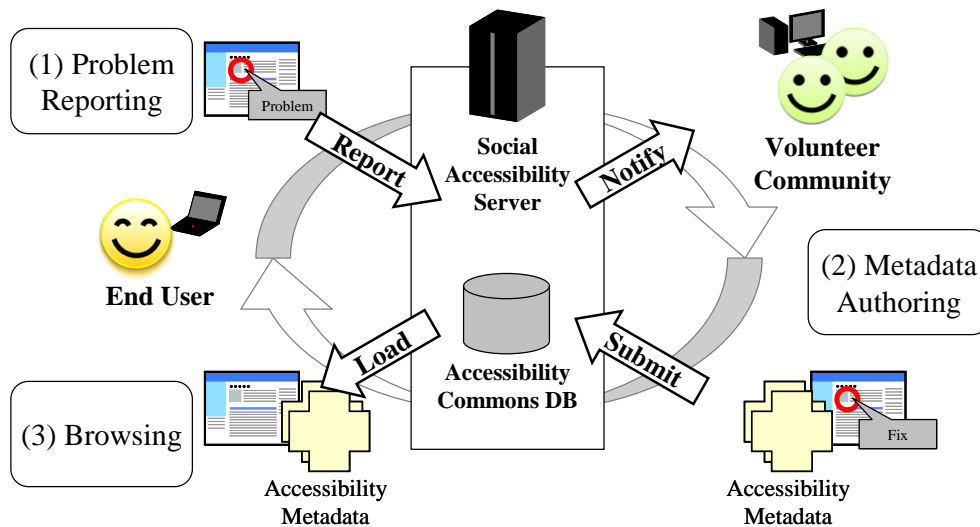 (1) Problem
Reporting
Problem
Report
Social
Accessibility
Server
Notify
Volunteer
Community
End User
(2) Metadata
Authoring
Load
Accessibility
Commons DB
Submit
(3) Browsing
Fix
Accessibility
Metadata
Accessibility
Metadata